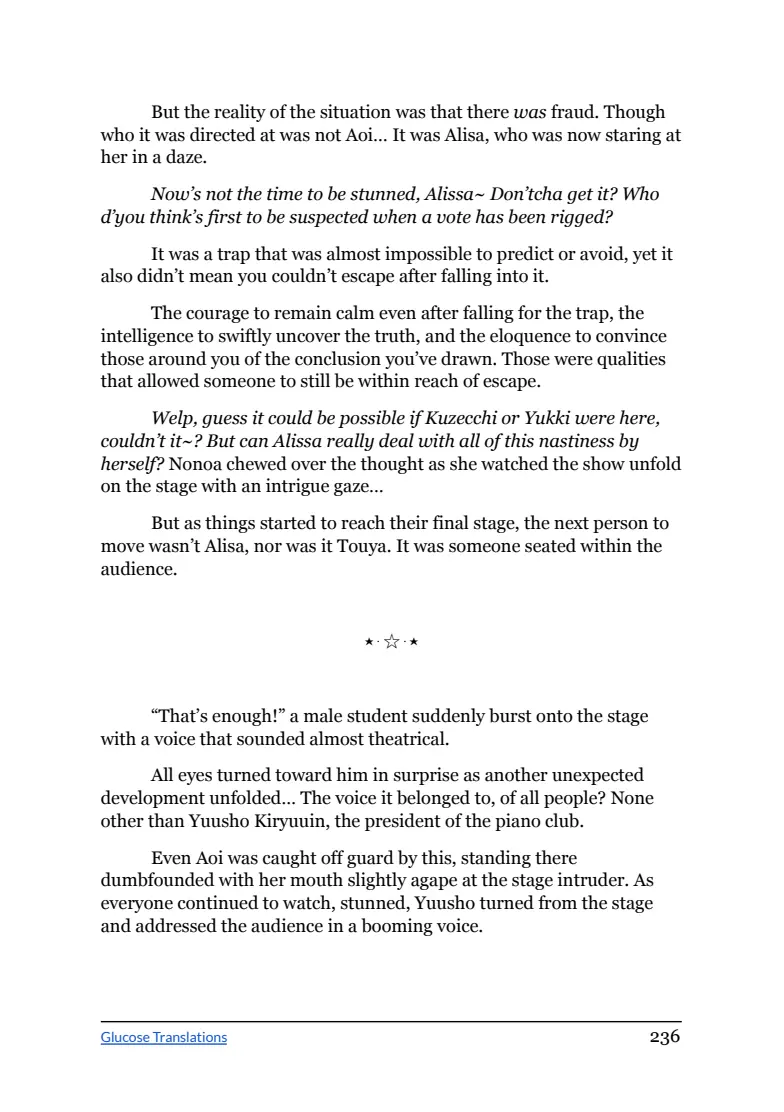 But the reality of the situation was that there was fraud. Though
who it was directed at was not Aoi... It was Alisa, who was now staring at
her in a daze.
Now’s not the time to be stunned, Alissa~ Don’tcha get it? Who
d’you think’s first to be suspected when a vote has been rigged?
It was a trap that was almost impossible to predict or avoid, yet it
also didn’t mean you couldn’t escape after falling into it.
The courage to remain calm even after falling for the trap, the
intelligence to swiftly uncover the truth, and the eloquence to convince
those around you of the conclusion you’ve drawn. Those were qualities
that allowed someone to still be within reach of escape.
Welp, guess it could be possible if Kuzecchi or Yukki were here,
couldn’t it~? But can Alissa really deal with all of this nastiness by
herself? Nonoa chewed over the thought as she watched the show unfold
on the stage with an intrigue gaze...
But as things started to reach their final stage, the next person to
move wasn’t Alisa, nor was it Touya. It was someone seated within the
audience.
⋆·☆·⋆
“That’s enough!” a male student suddenly burst onto the stage
with a voice that sounded almost theatrical.
All eyes turned toward him in surprise as another unexpected
development unfolded... The voice it belonged to, of all people? None
other than Yuusho Kiryuuin, the president of the piano club.
Even Aoi was caught off guard by this, standing there
dumbfounded with her mouth slightly agape at the stage intruder. As
everyone continued to watch, stunned, Yuusho turned from the stage
and addressed the audience in a booming voice.
Glucose Translations 236